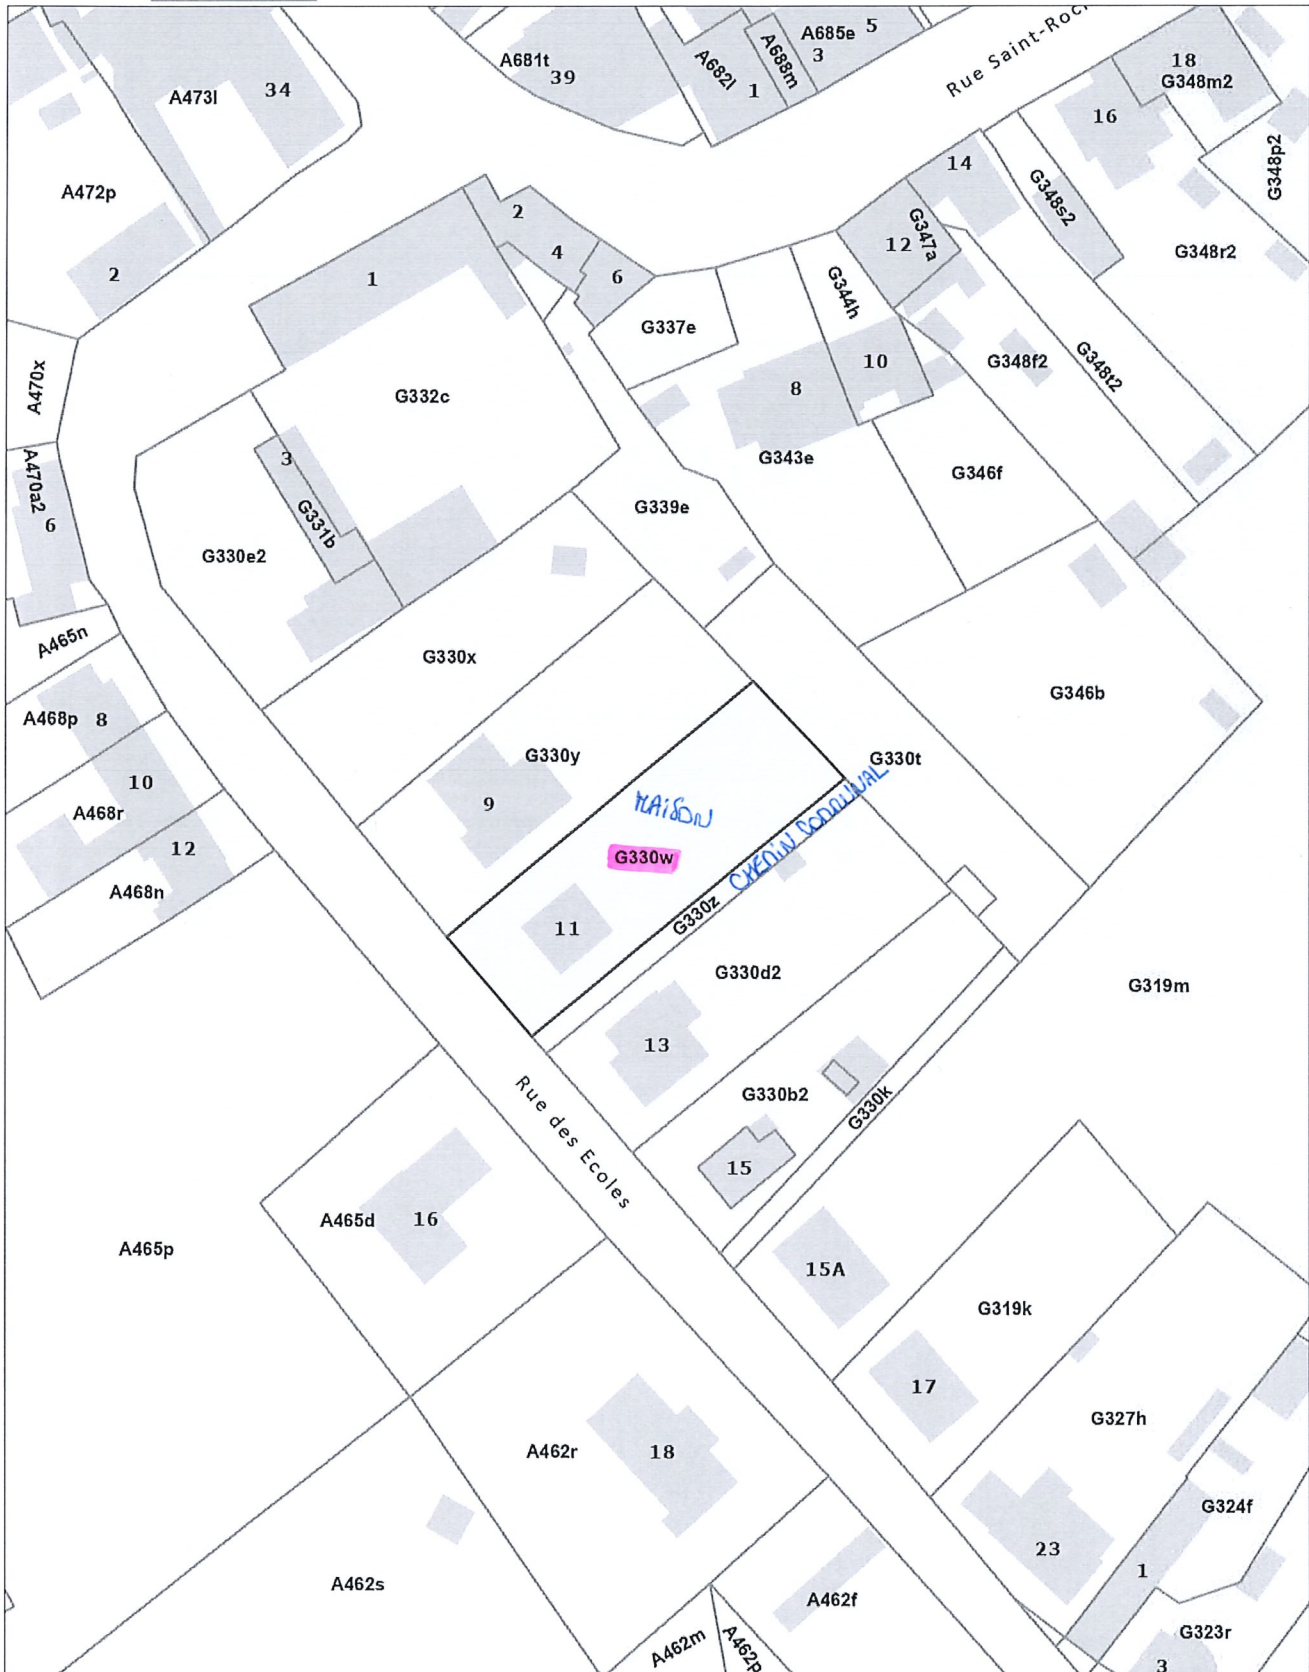 A681t
39
A682l
1
A688m
A685e
5
3
Rue Saint-Roc
18
G348m2
16
A473l
34
A472p
2
14
G348s2
G348p2
G348r2
2
4
6
1
12
G347a
G344h
G337e
10
8
G348f2
G348t2
A470x
G332c
A470a2
6
3
G331b
G330e2
G343e
G346f
G339e
A465n
G330x
G346b
A468p
8
10
A468r
12
A468n
G330y
9
G330t
MAISON
G330w
CHEMIN COMMUNAL
11
G330z
G330d2
G319m
13
Rue des Ecoles
G330b2
G330k
15
A465d
16
A465p
15A
G319k
17
G327h
A462r
18
G324f
23
1
A462s
A462f
A462m
A462p
G323r
3